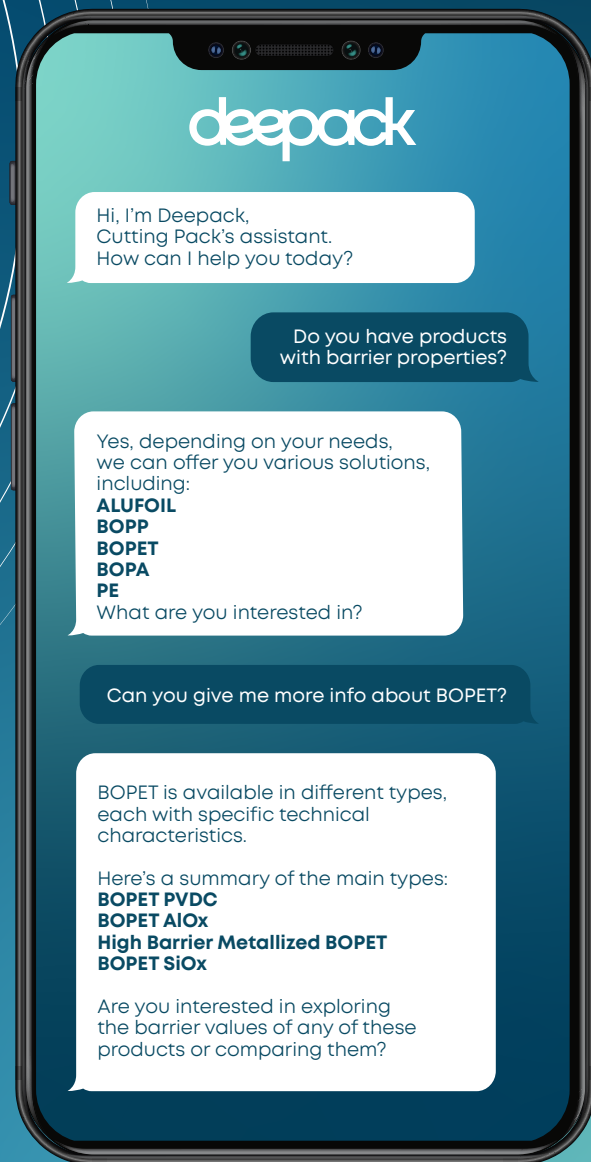 deepack
Hi, I'm Deepack,
Cutting Pack's assistant.
How can I help you today?
Do you have products
with barrier properties?
Yes, depending on your needs,
we can offer you various solutions,
including:
ALUFOIL
BOPP
BOPET
BOPA
PE
What are you interested in?
Can you give me more info about BOPET?
BOPET is available in different types,
each with specific technical
characteristics.
Here's a summary of the main types:
BOPET PVDC
BOPET AlOx
High Barrier Metallized BOPET
BOPET SiOx
Are you interested in exploring
the barrier values of any of these
products or comparing them?